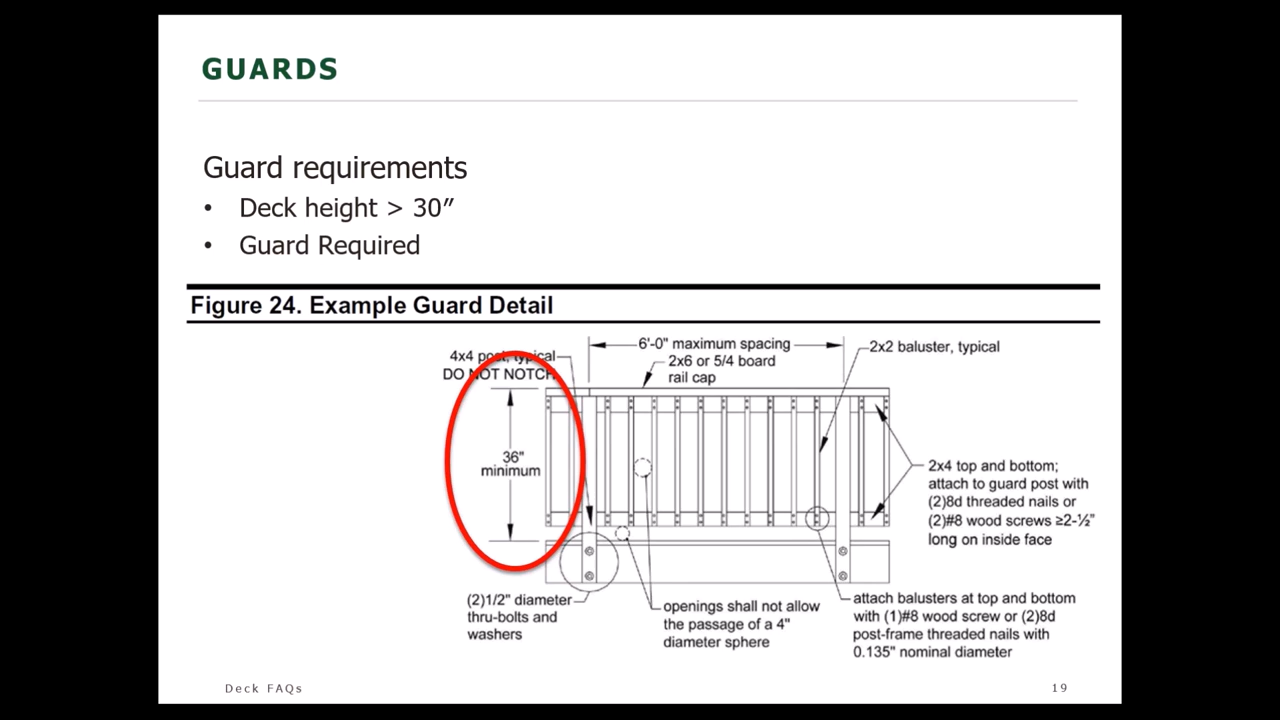 GUARDS
Guard requirements
• Deck height > 30″
• Guard Required
Figure 24. Example Guard Detail
4x4 post, typical
DO NOT NOTCH
6'-0" maximum spacing
2x6 or 5/4 board
rail cap
2x2 baluster, typical
36"
minimum
2x4 top and bottom;
attach to guard post with
(2)8d threaded nails or
(2)#8 wood screws ≥2-½"
long on inside face
(2)1/2" diameter
thru-bolts and
washers
openings shall not allow
the passage of a 4"
diameter sphere
attach balusters at top and bottom
with (1)#8 wood screw or (2)8d
post-frame threaded nails with
0.135" nominal diameter
Deck FAQs
19